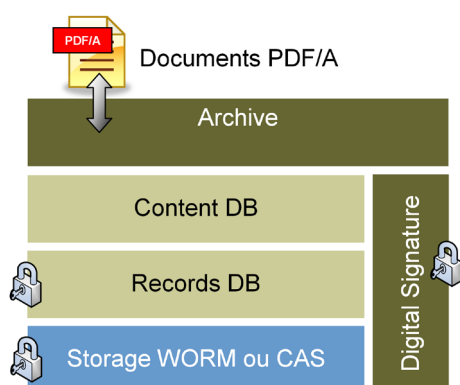 PDF/A
Documents PDF/A
Archive
Content DB
Records DB
Storage WORM ou CAS
Digital Signature